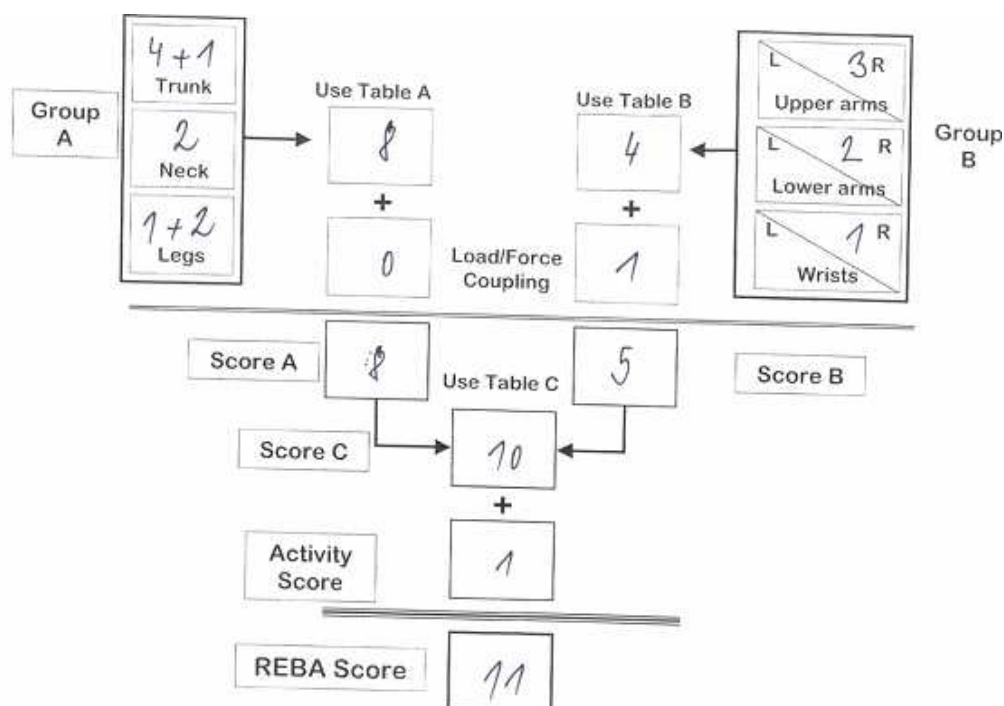 Group
A
4 + 1
Trunk
2
Neck
1 + 2
Legs
Use Table A
8
+
0
Load/Force
Coupling
Use Table B
4
+
1
L 3 R
Upper arms
L 2 R
Lower arms
L 1 R
Wrists
Group
B
Score A
8
Use Table C
5
Score B
Score C
10
+
Activity
Score
1
REBA Score
11